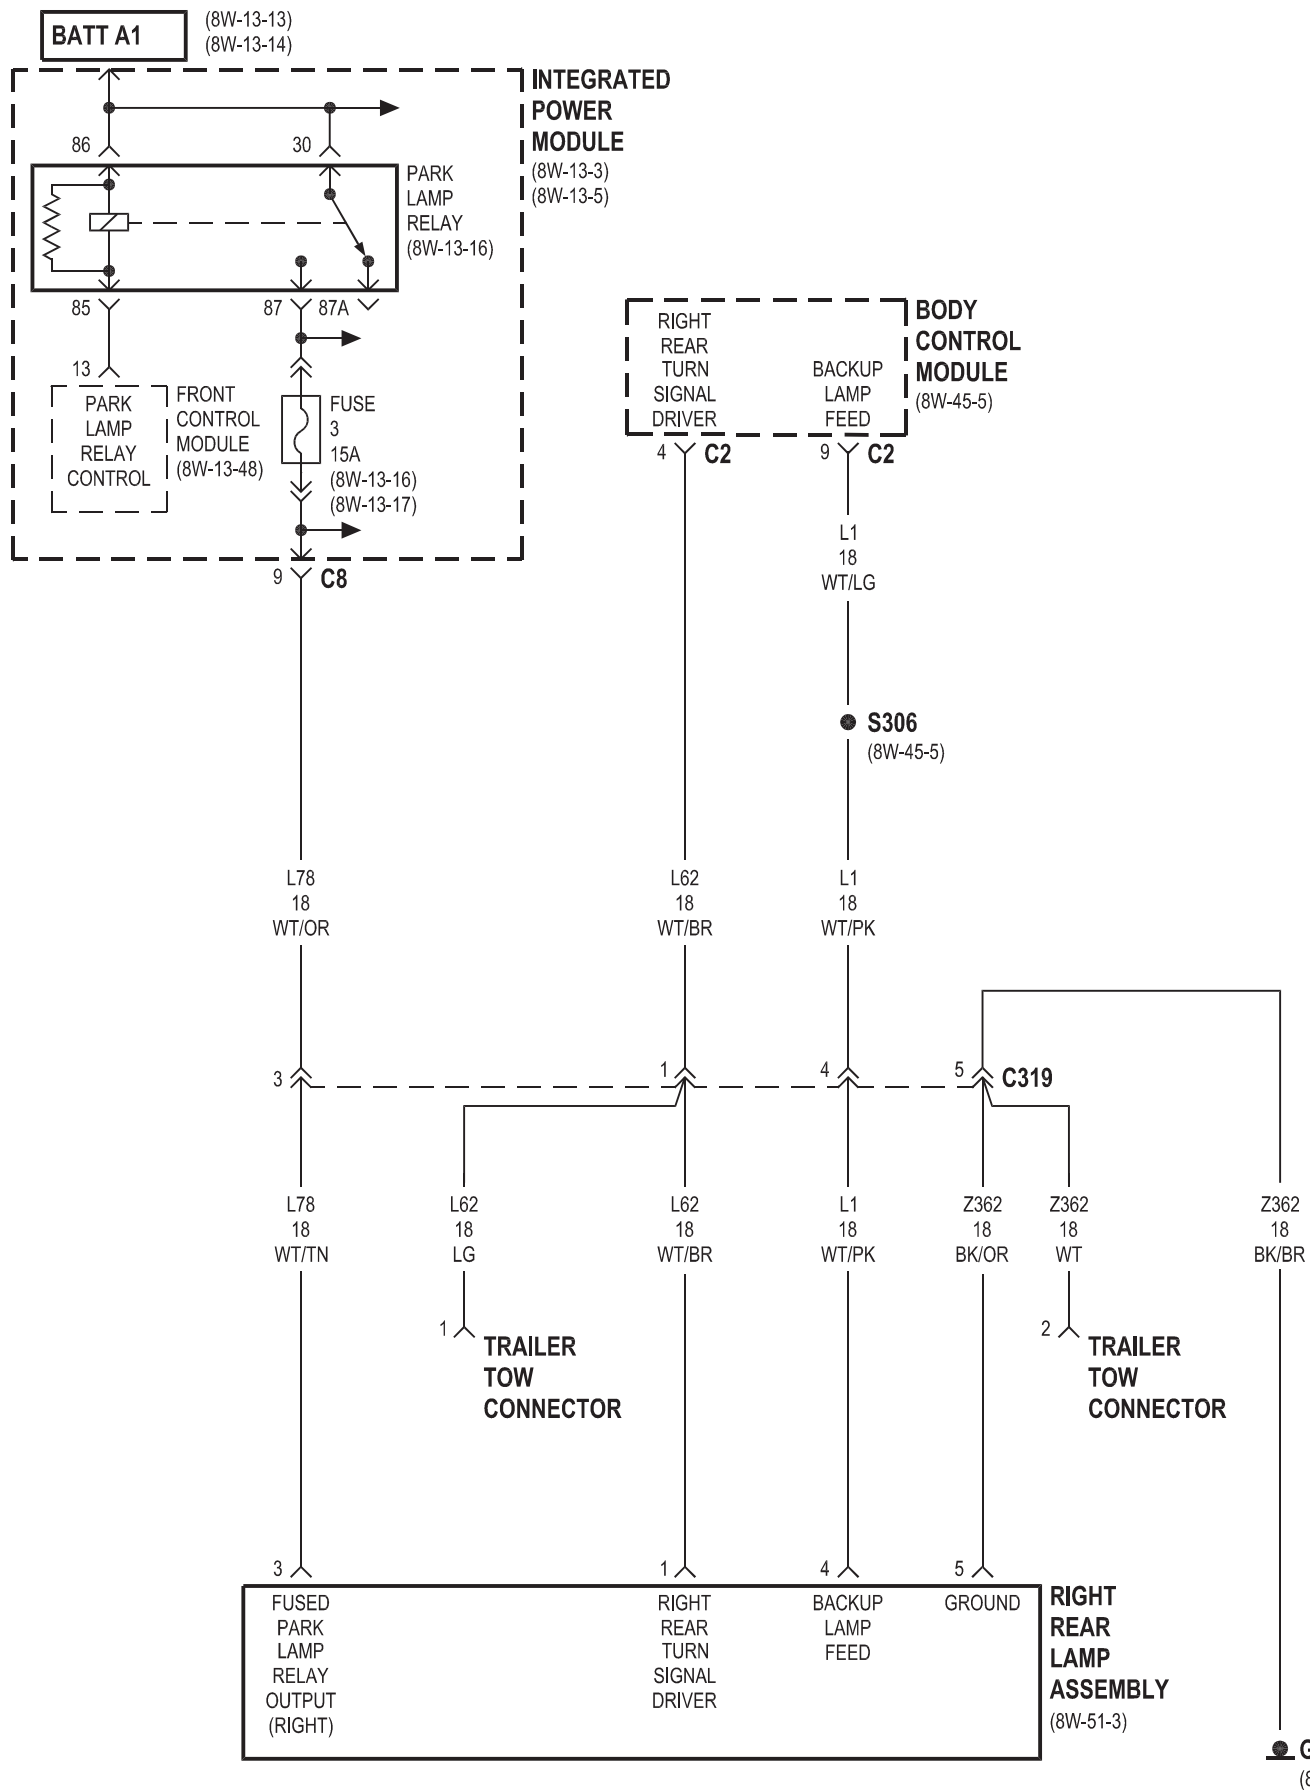 BATT A1
(8W-13-13)
(8W-13-14)
INTEGRATED
POWER
MODULE
(8W-13-3)
(8W-13-5)
86
30
PARK
LAMP
RELAY
(8W-13-16)
85
87
87A
13
PARK
LAMP
RELAY
CONTROL
FRONT
CONTROL
MODULE
(8W-13-48)
FUSE
3
15A
(8W-13-16)
(8W-13-17)
9
C8
RIGHT
REAR
TURN
SIGNAL
DRIVER
BACKUP
LAMP
FEED
BODY
CONTROL
MODULE
(8W-45-5)
4
C2
9
C2
L1
18
WT/LG
S306
(8W-45-5)
L78
18
WT/OR
L62
18
WT/BR
L1
18
WT/PK
3
1
4
5
C319
L78
18
WT/TN
L62
18
LG
L62
18
WT/BR
L1
18
WT/PK
Z362
18
BK/OR
Z362
18
WT
Z362
18
BK/BR
1
TRAILER
TOW
CONNECTOR
2
TRAILER
TOW
CONNECTOR
3
1
4
5
FUSED
PARK
LAMP
RELAY
OUTPUT
(RIGHT)
RIGHT
REAR
TURN
SIGNAL
DRIVER
BACKUP
LAMP
FEED
GROUND
RIGHT
REAR
LAMP
ASSEMBLY
(8W-51-3)